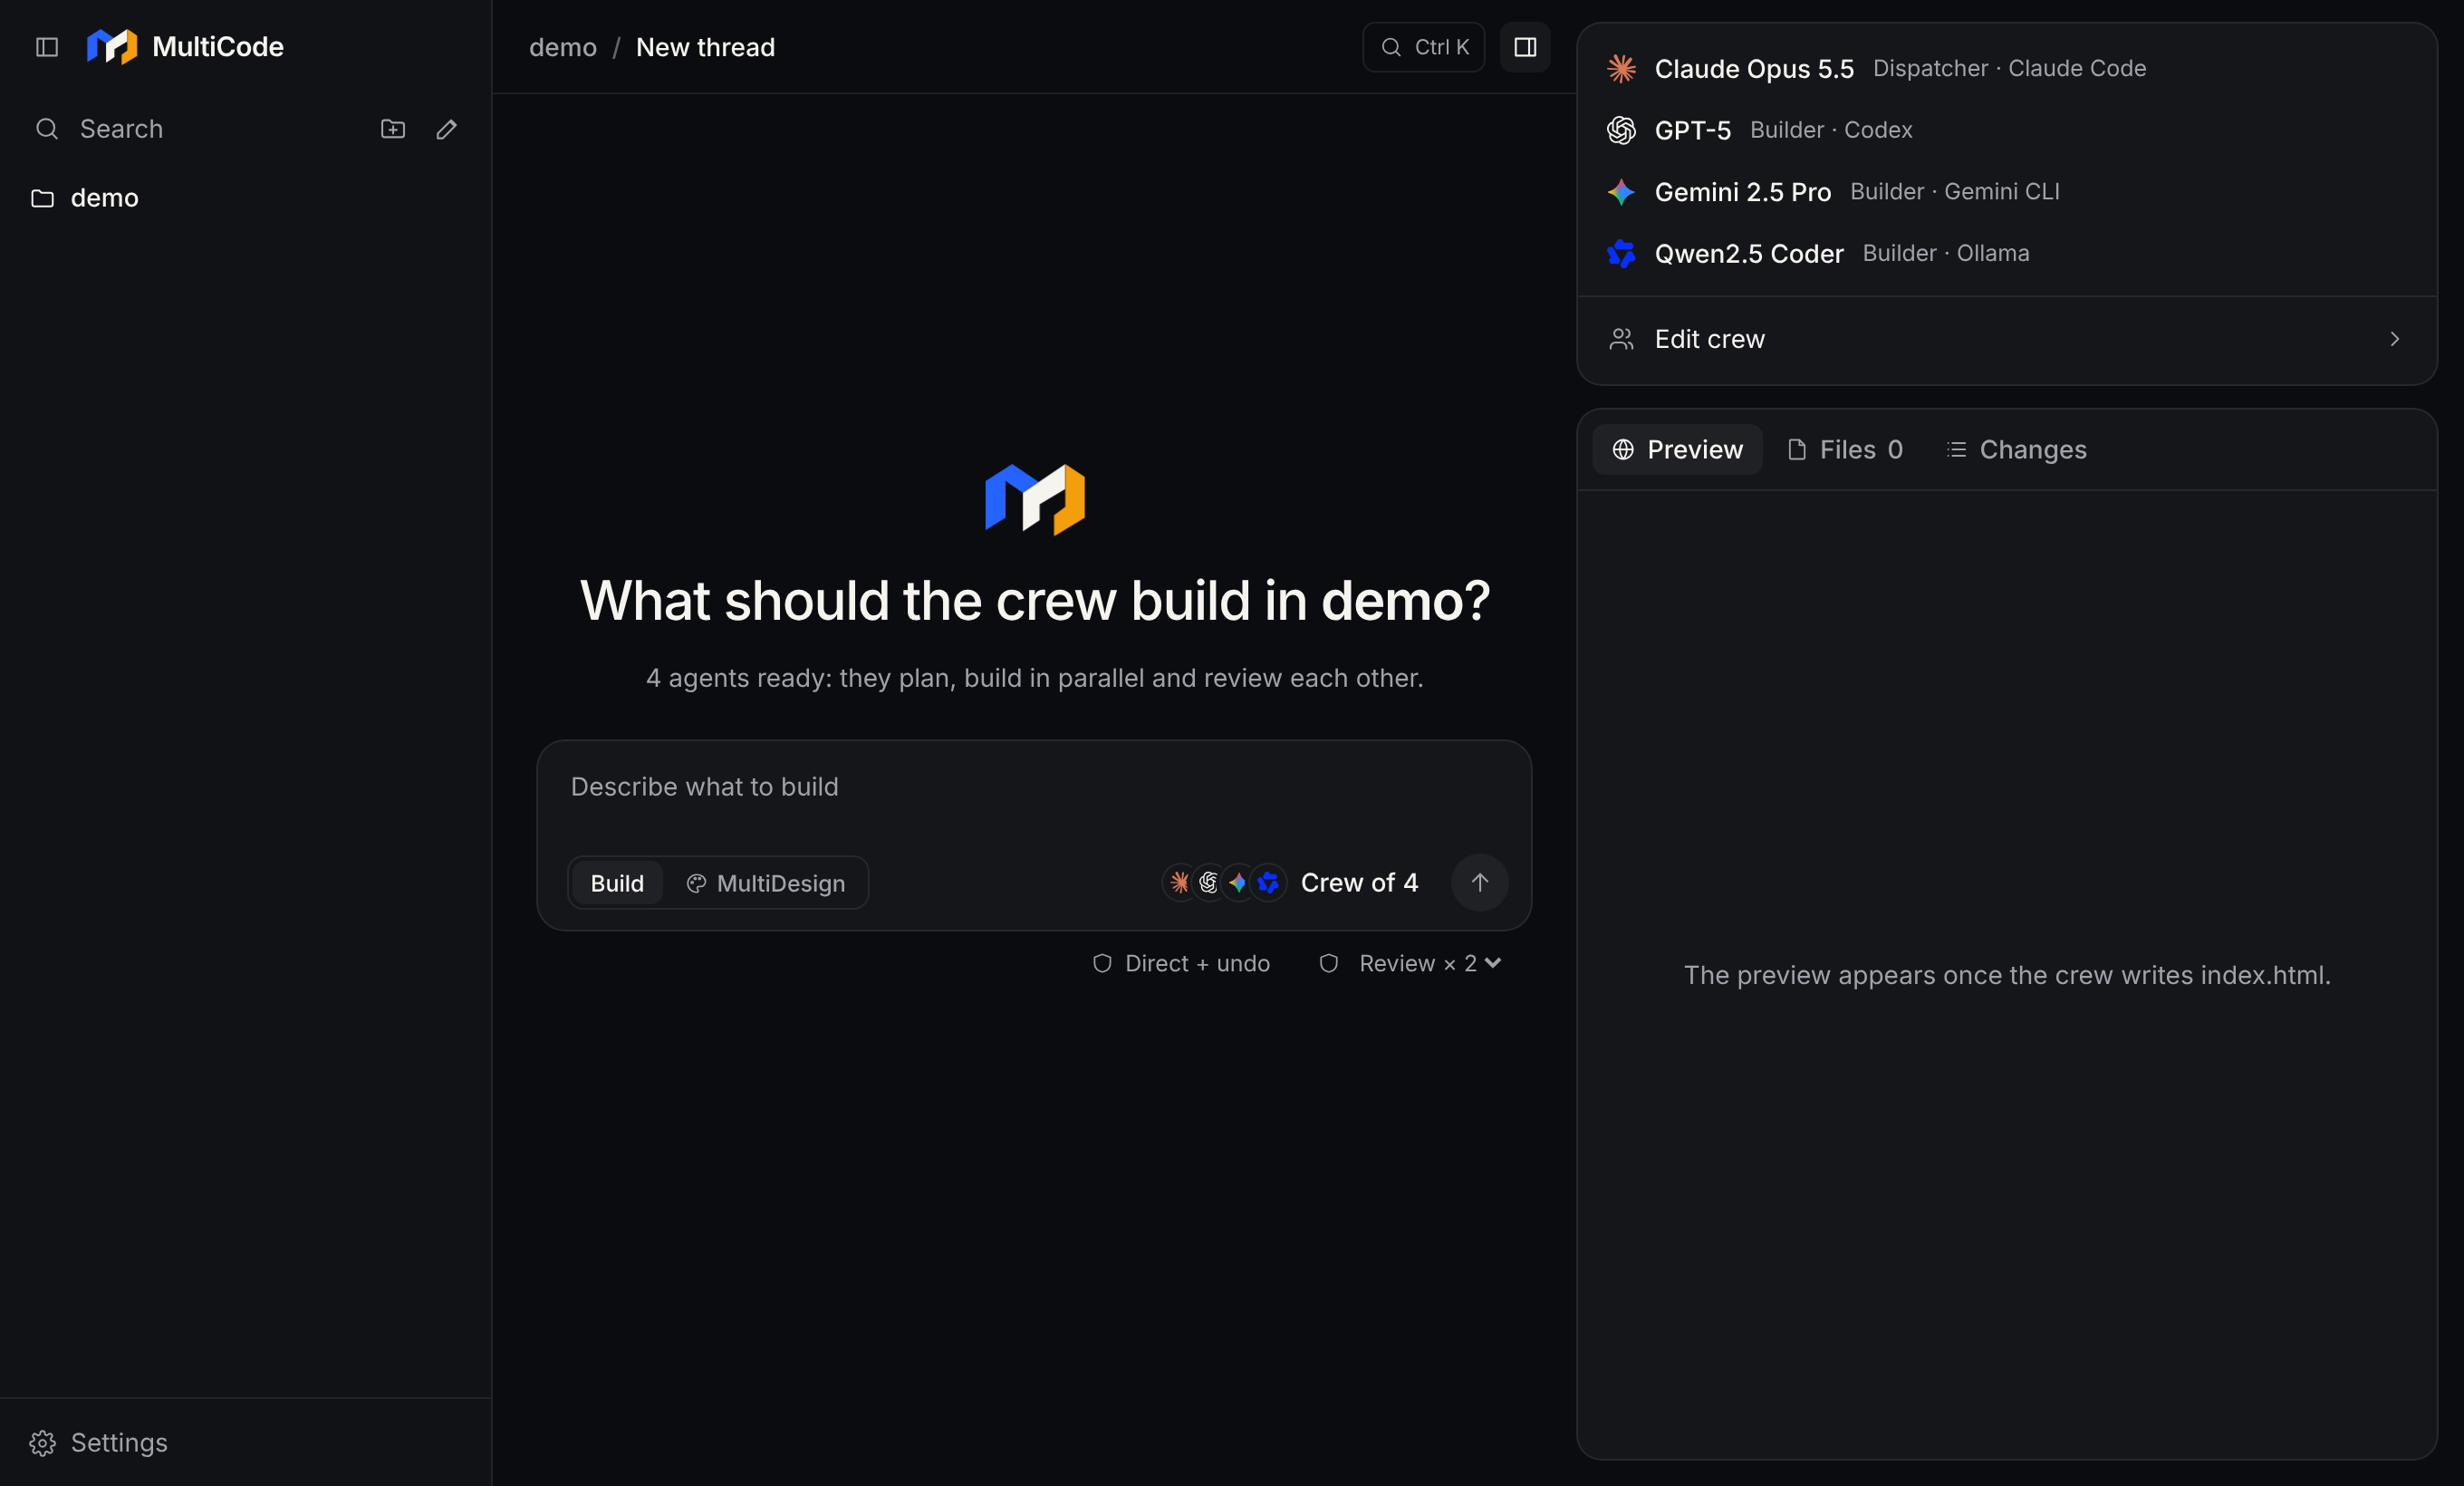 MultiCode
Search
demo
Settings
demo / New thread
Ctrl K
What should the crew build in demo?
4 agents ready: they plan, build in parallel and review each other.
Describe what to build
Build
MultiDesign
Crew of 4
Direct + undo
Review × 2
Claude Opus 5.5 Dispatcher · Claude Code
GPT-5 Builder · Codex
Gemini 2.5 Pro Builder · Gemini CLI
Qwen2.5 Coder Builder · Ollama
Edit crew
Preview
Files 0
Changes
The preview appears once the crew writes index.html.